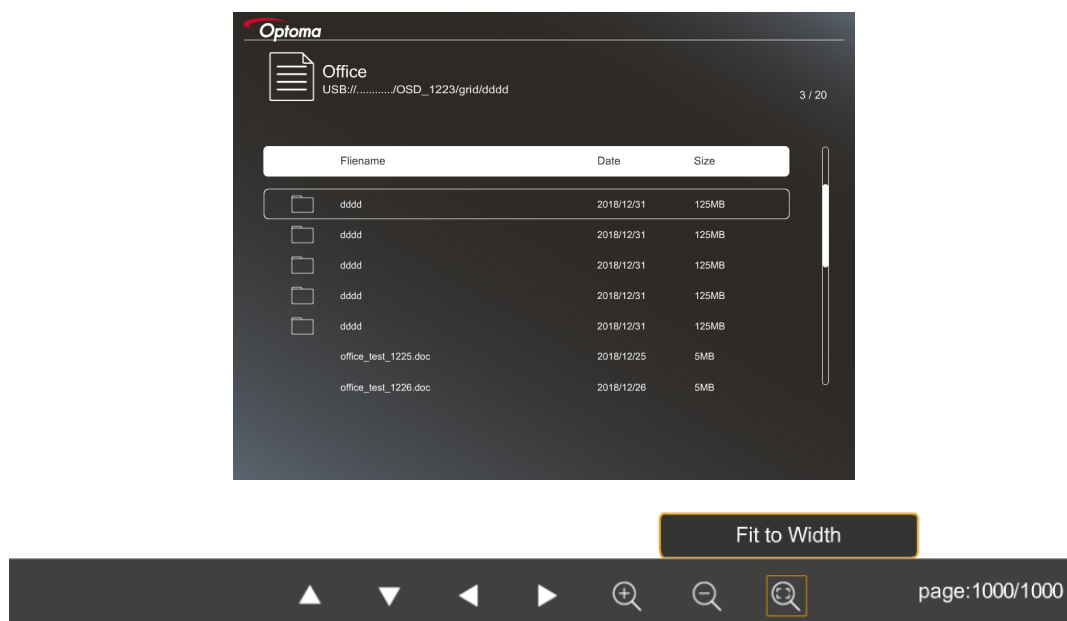 Optoma
Office
USB://.........../OSD_1223/grid/dddd
3 / 20
Fliename Date Size
dddd 2018/12/31 125MB
dddd 2018/12/31 125MB
dddd 2018/12/31 125MB
dddd 2018/12/31 125MB
dddd 2018/12/31 125MB
office_test_1225.doc 2018/12/25 5MB
office_test_1226.doc 2018/12/26 5MB
Fit to Width
page:1000/1000